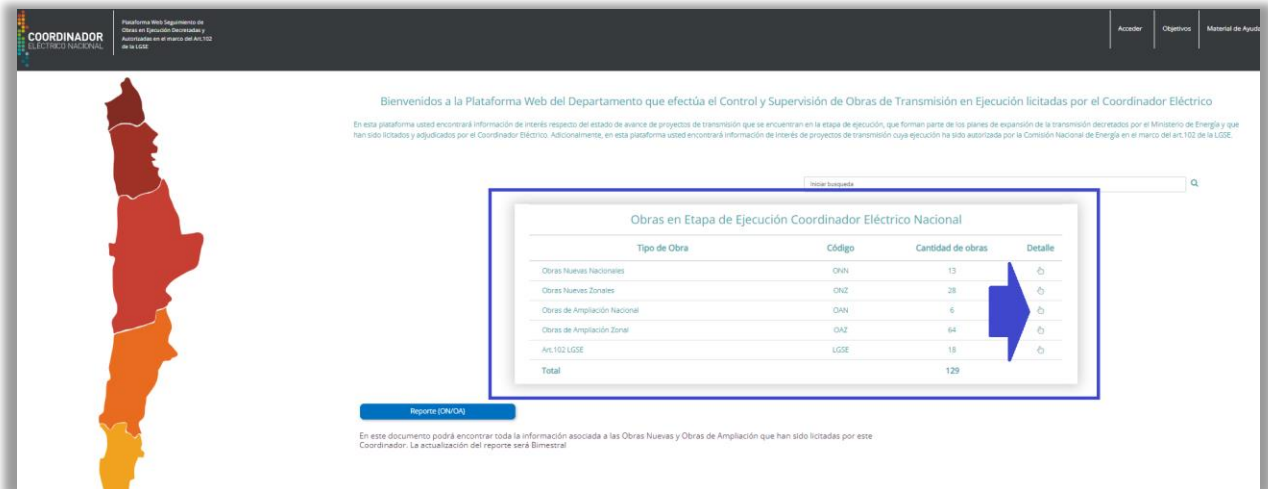 COORDINADOR
ELÉCTRICO NACIONAL
Plataforma Web Seguimiento de
Obras en Ejecución Decretadas y
Autorizadas en el marco del Art.102
de la LGSE
Acceder
Objetivos
Material de Ayuda
Bienvenidos a la Plataforma Web del Departamento que efectúa el Control y Supervisión de Obras de Transmisión en Ejecución licitadas por el Coordinador Eléctrico
En esta plataforma usted encontrará información de interés respecto del estado de avance de proyectos de transmisión que se encuentran en la etapa de ejecución, que forman parte de los planes de expansión de la transmisión decretados por el Ministerio de Energía y que
han sido licitados y adjudicados por el Coordinador Eléctrico. Adicionalmente, en esta plataforma usted encontrará información de interés de proyectos de transmisión cuya ejecución ha sido autorizada por la Comisión Nacional de Energía en el marco del art.102 de la LGSE
Iniciar busqueda
Obras en Etapa de Ejecución Coordinador Eléctrico Nacional
Tipo de Obra Código Cantidad de obras Detalle
Obras Nuevas Nacionales ONN 13
Obras Nuevas Zonales ONZ 28
Obras de Ampliación Nacional OAN 6
Obras de Ampliación Zonal OAZ 64
Art.102 LGSE LGSE 18
Total 129
Reporte (ON/OA)
En este documento podrá encontrar toda la información asociada a las Obras Nuevas y Obras de Ampliación que han sido licitadas por este
Coordinador. La actualización del reporte será Bimestral